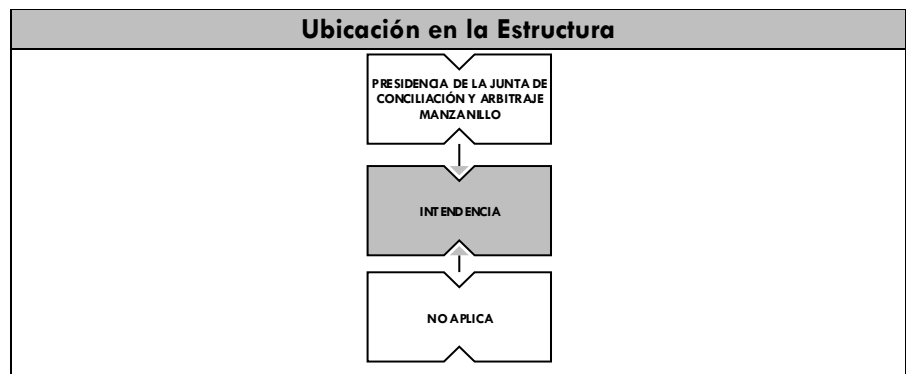 Ubicación en la Estructura
PRESIDENCIA DE LA JUNTA DE
CONCILIACIÓN Y ARBITRAJE
MANZANILLO
INTENDENCIA
NO APLICA